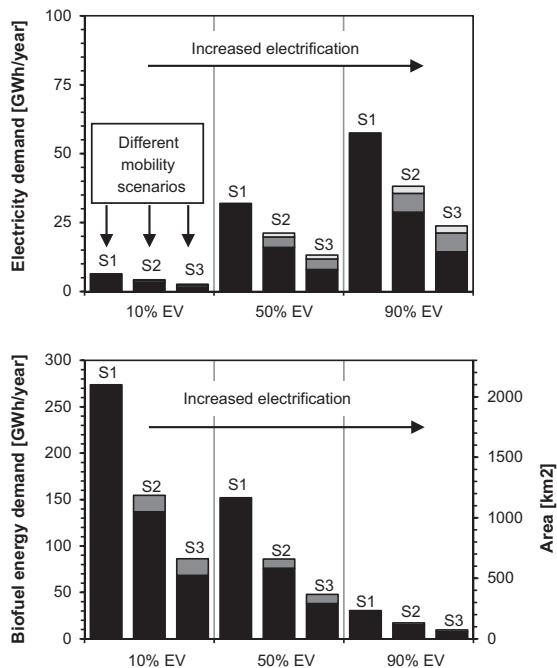 Electricity demand [GWh/year]
100
75
50
25
0
Increased electrification
Different
mobility
scenarios
S1
S2
S3
S1
S2
S3
S1
S2
S3
10% EV
50% EV
90% EV
Biofuel energy demand [GWh/year]
300
250
200
150
100
50
0
Increased electrification
S1
S2
S3
S1
S2
S3
S1
S2
S3
10% EV
50% EV
90% EV
2000
1500
1000
500
0
Area [km2]